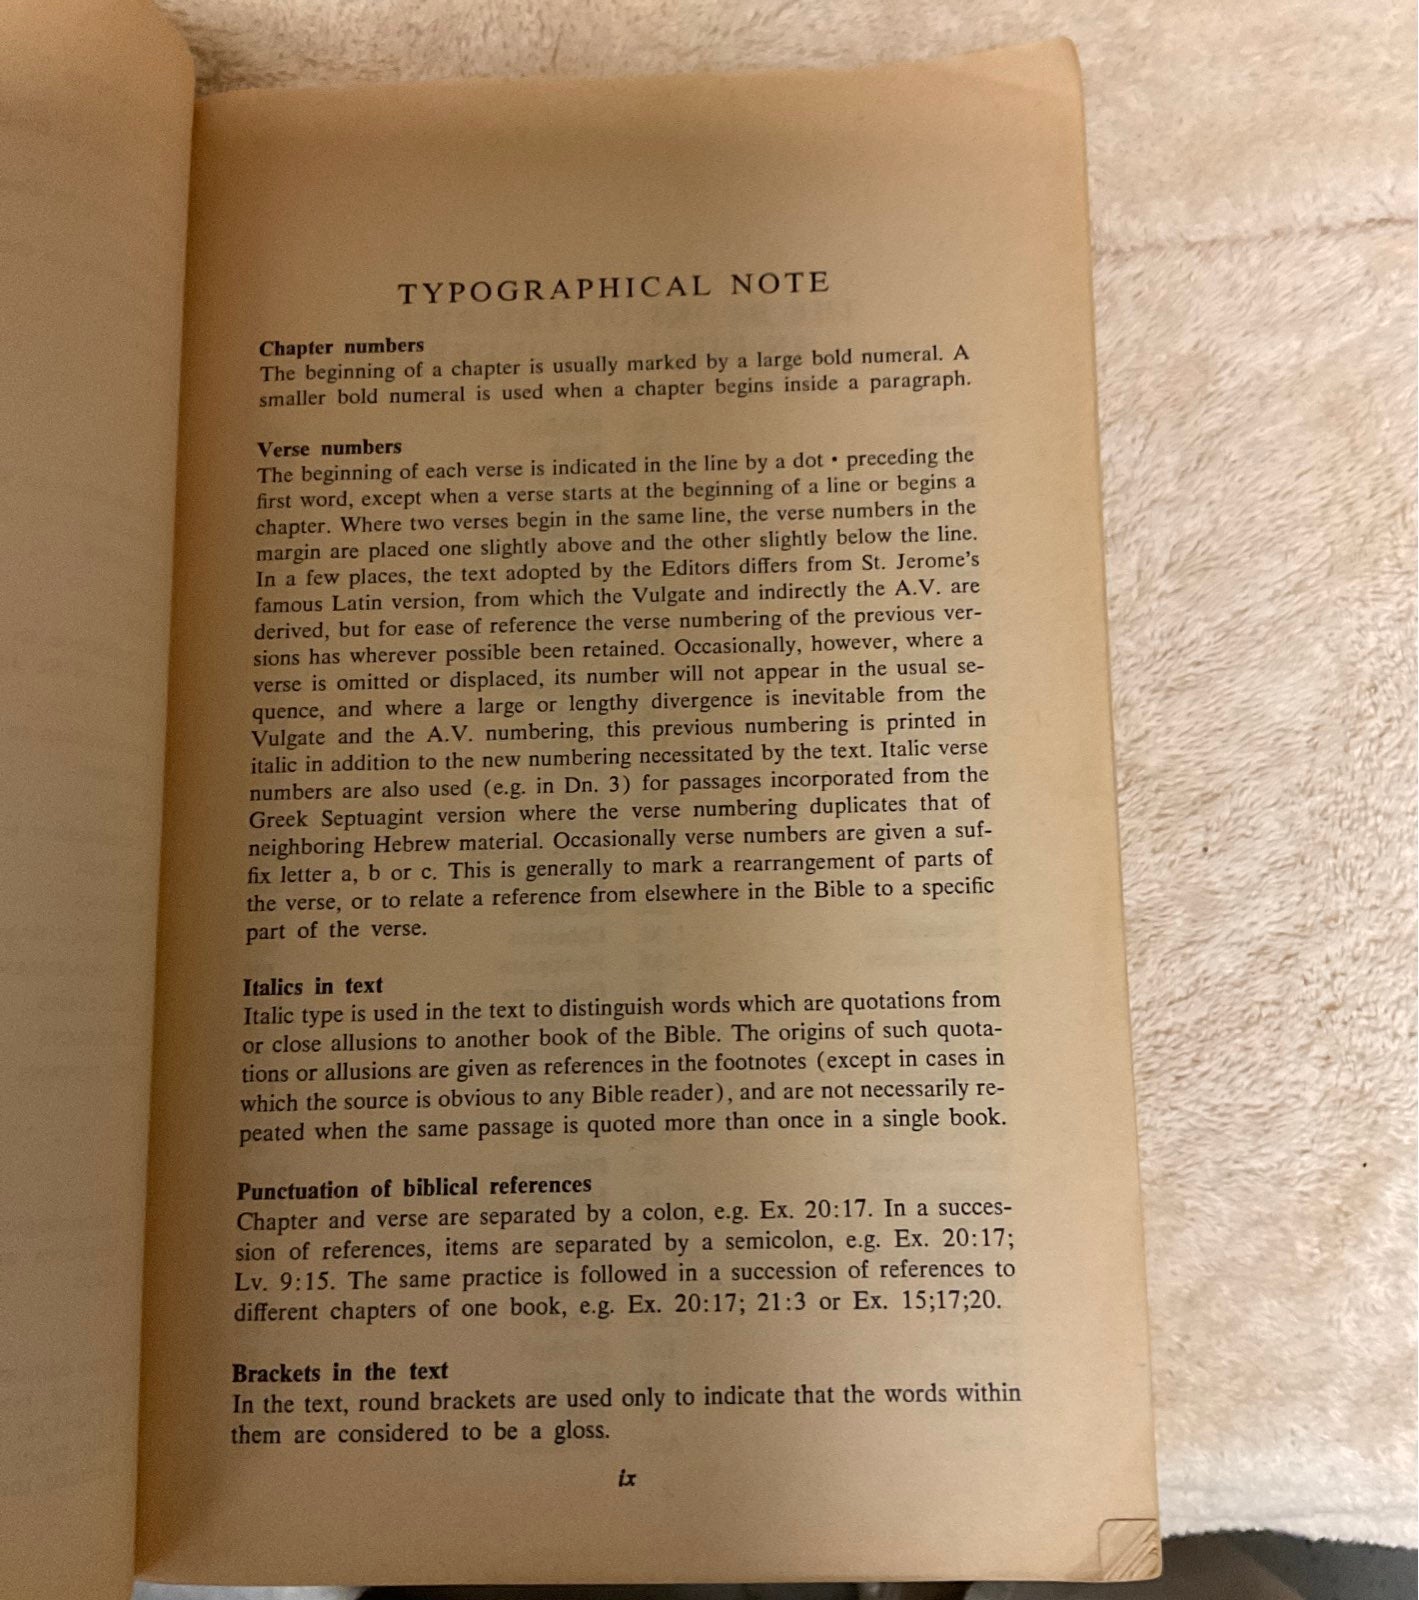 TYPOGRAPHICAL NOTE
Chapter numbers
The beginning of a chapter is usually marked by a large bold numeral. A
smaller bold numeral is used when a chapter begins inside a paragraph.
Verse numbers
The beginning of each verse is indicated in the line by a dot • preceding the
first word, except when a verse starts at the beginning of a line or begins a
chapter. Where two verses begin in the same line, the verse numbers in the
margin are placed one slightly above and the other slightly below the line.
In a few places, the text adopted by the Editors differs from St. Jerome's
famous Latin version, from which the Vulgate and indirectly the A.V. are
derived, but for ease of reference the verse numbering of the previous ver-
sions has wherever possible been retained. Occasionally, however, where a
verse is omitted or displaced, its number will not appear in the usual se-
quence, and where a large or lengthy divergence is inevitable from the
Vulgate and the A.V. numbering, this previous numbering is printed in
italic in addition to the new numbering necessitated by the text. Italic verse
numbers are also used (e.g. in Dn. 3) for passages incorporated from the
Greek Septuagint version where the verse numbering duplicates that of
neighboring Hebrew material. Occasionally verse numbers are given a suf-
fix letter a, b or c. This is generally to mark a rearrangement of parts of
the verse, or to relate a reference from elsewhere in the Bible to a specific
part of the verse.
Italics in text
Italic type is used in the text to distinguish words which are quotations from
or close allusions to another book of the Bible. The origins of such quota-
tions or allusions are given as references in the footnotes (except in cases in
which the source is obvious to any Bible reader), and are not necessarily re-
peated when the same passage is quoted more than once in a single book.
Punctuation of biblical references
Chapter and verse are separated by a colon, e.g. Ex. 20:17. In a succes-
sion of references, items are separated by a semicolon, e.g. Ex. 20:17;
Lv. 9:15. The same practice is followed in a succession of references to
different chapters of one book, e.g. Ex. 20:17; 21:3 or Ex. 15;17;20.
Brackets in the text
In the text, round brackets are used only to indicate that the words within
them are considered to be a gloss.
ix